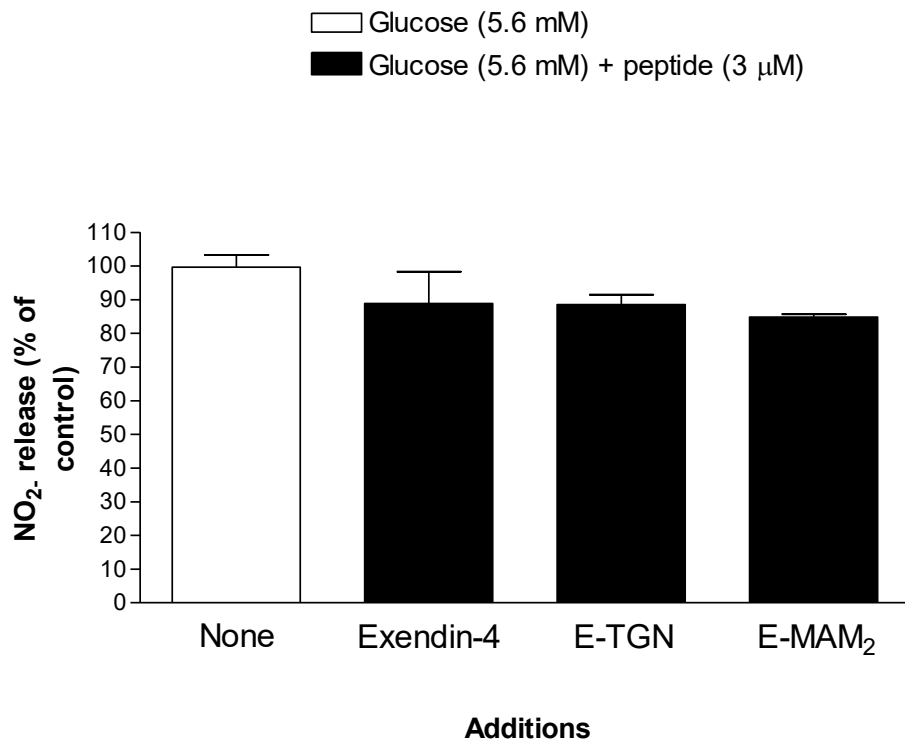 Glucose (5.6 mM)
Glucose (5.6 mM) + peptide (3 μM)
NO₂- release (% of
control)
110
100
90
80
70
60
50
40
30
20
10
0
None Exendin-4 E-TGN E-MAM₂
Additions